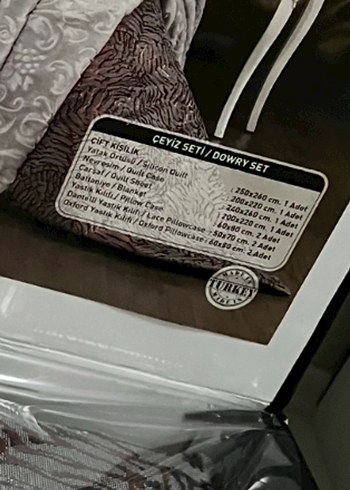 ÇEYİZ SETİ / DOWRY SET
ÇİFT KİŞİLİK
Yatak Örtüsü / Silicon Quilt : 250x260 cm. 1 Adet
Nevresim / Quilt Case : 200x220 cm. 1 Adet
Çarşaf / Quilt Sheet : 240x260 cm. 1 Adet
Battaniye / Blanket : 200x220 cm. 1 Adet
Yastık Kılıfı / Pillow Case : 60x80 cm. 2 Adet
Dantelli Yastık Kılıfı / Lace Pillowcase : 50x70 cm. 2 Adet
Oxford Yastık Kılıfı / Oxford Pillowcase : 60x80 cm. 2 Adet
TURKEY